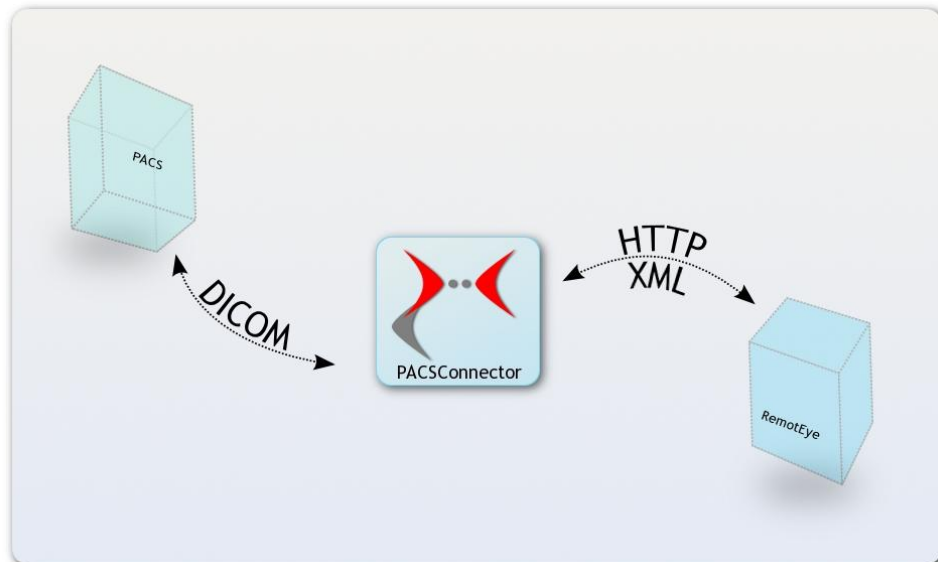 PACS
DICOM
PACSConnector
HTTP
XML
RemotEye